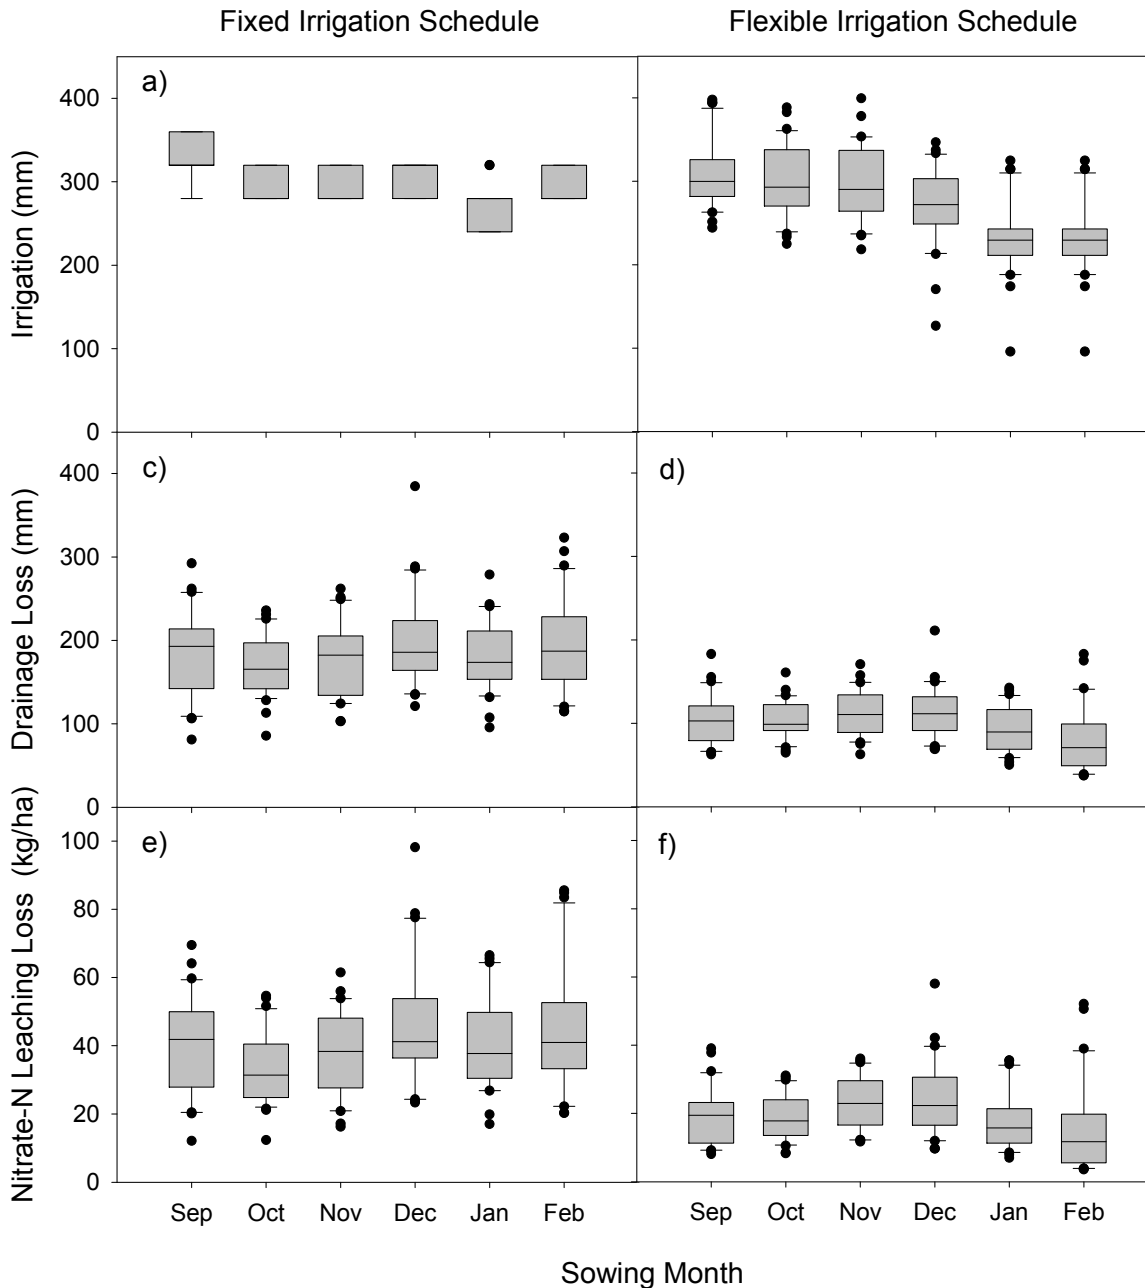 Fixed Irrigation Schedule
Flexible Irrigation Schedule
a)
Irrigation (mm)
400
300
200
100
0
c)
d)
Drainage Loss (mm)
400
300
200
100
0
e)
f)
Nitrate-N Leaching Loss (kg/ha)
100
80
60
40
20
0
Sep Oct Nov Dec Jan Feb
Sep Oct Nov Dec Jan Feb
Sowing Month